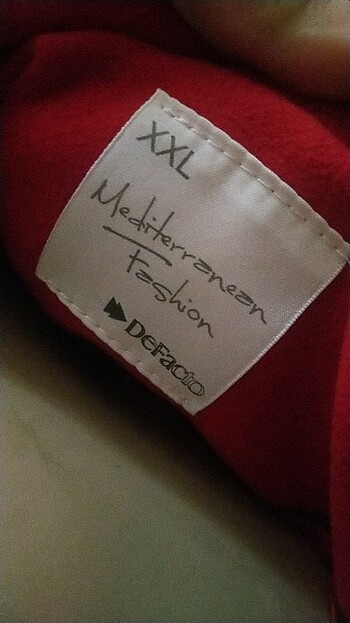 XXL
Mediterranean
Fashion
DeFacto